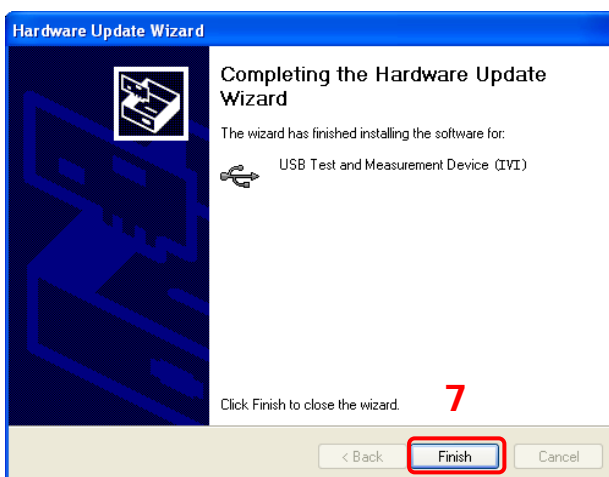 Hardware Update Wizard
Completing the Hardware Update
Wizard
The wizard has finished installing the software for:
USB Test and Measurement Device (IVI)
Click Finish to close the wizard.
7
< Back
Finish
Cancel